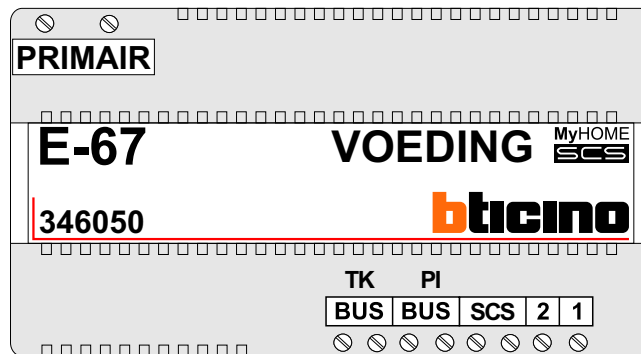 PRIMAIR
E-67 VOEDING MyHOME
SCS
346050 bticino
TK PI
BUS BUS SCS 2 1